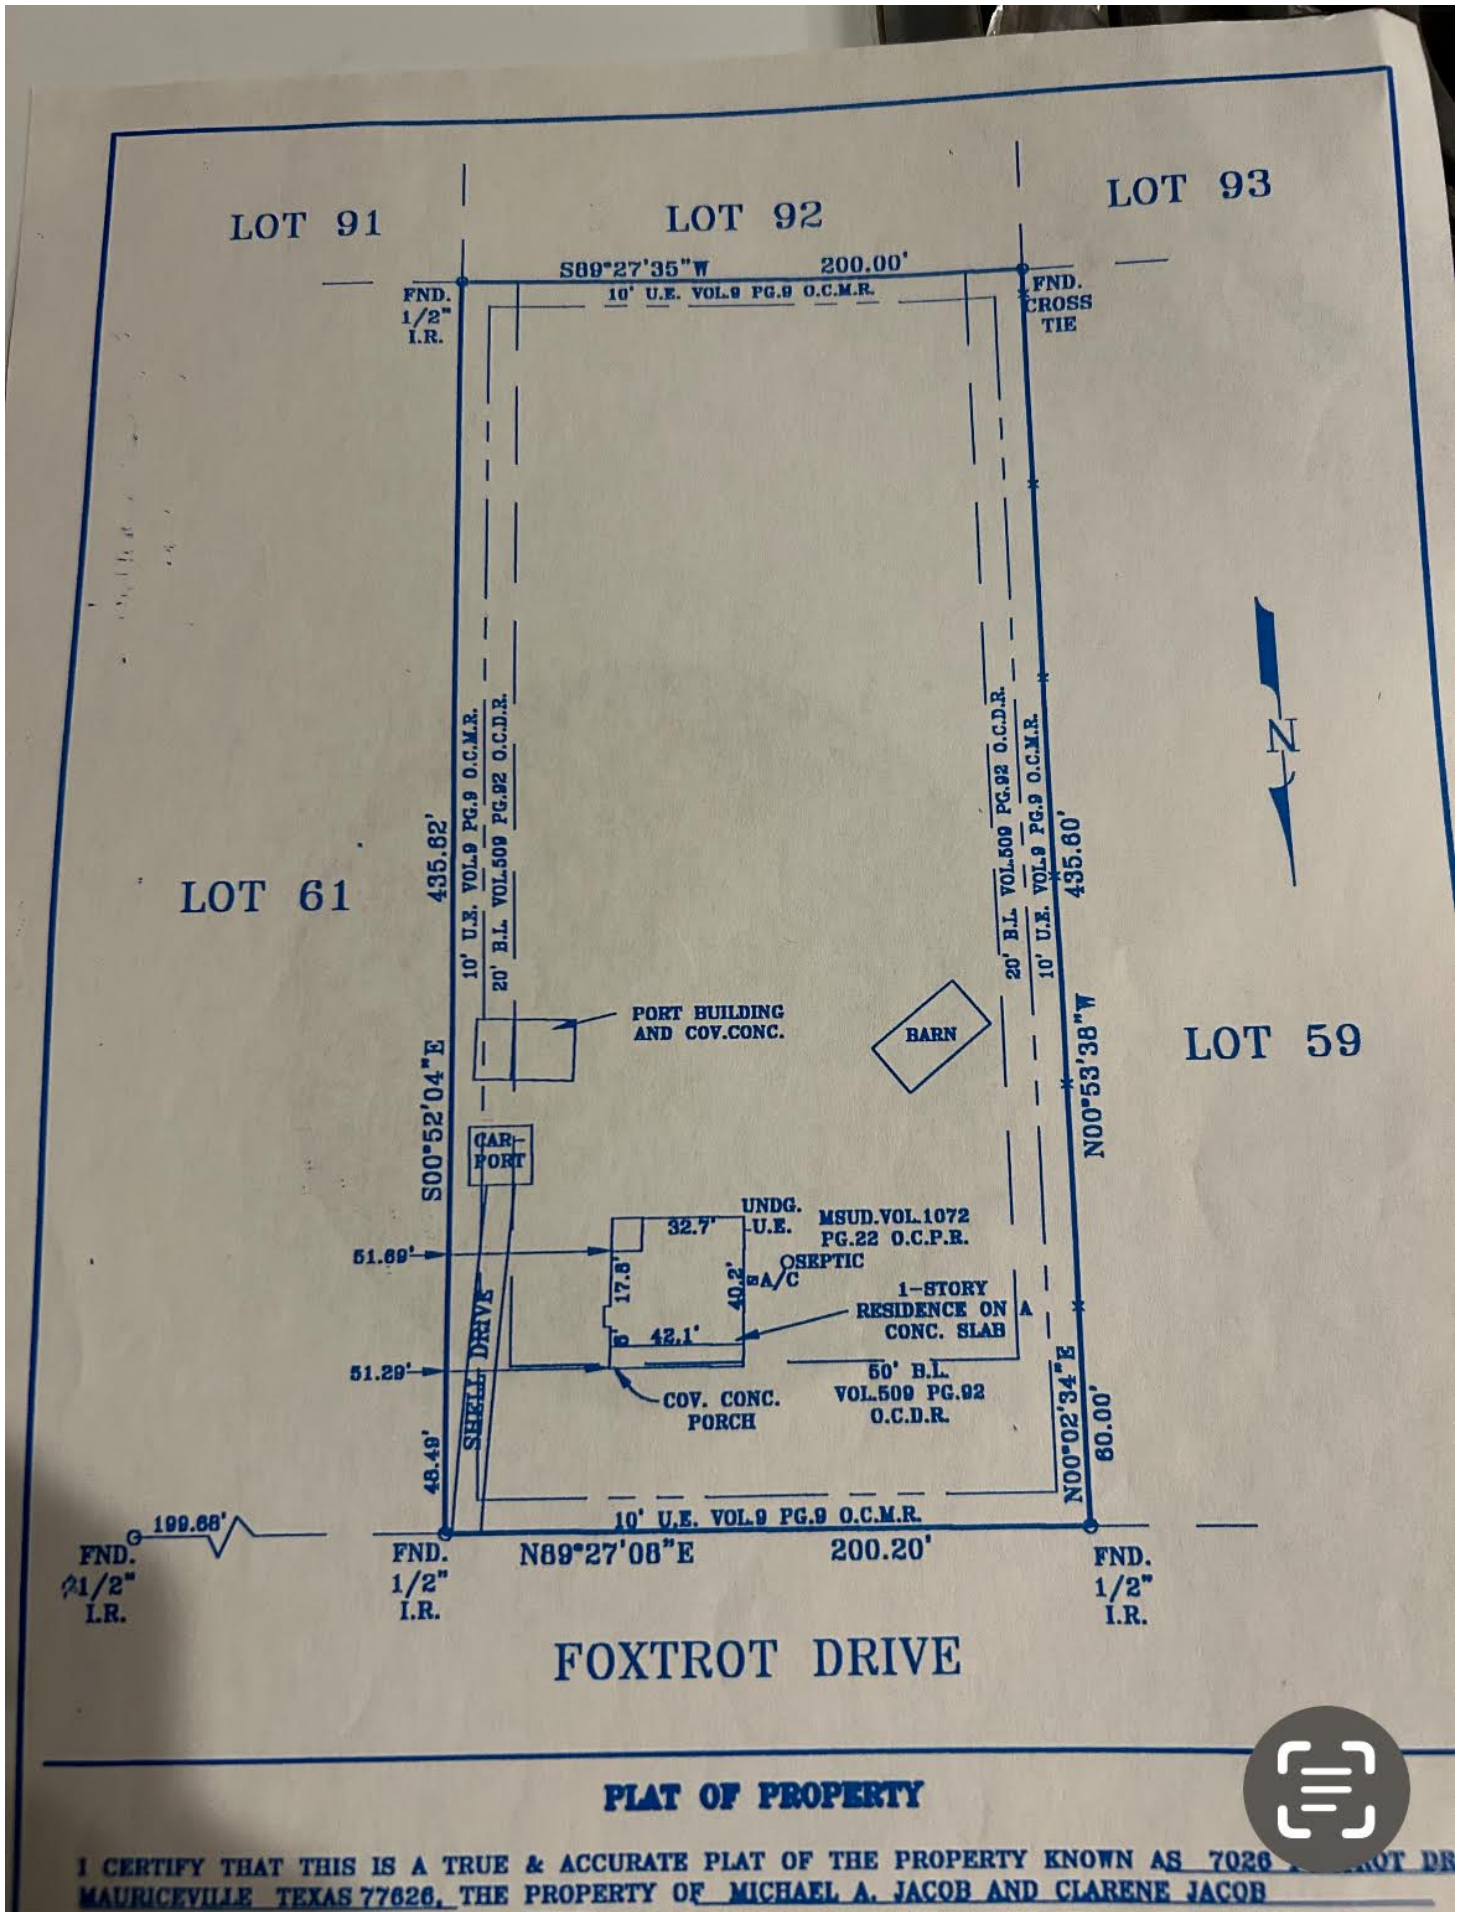 LOT 91
LOT 92
LOT 93
S89°27'35"W 200.00'
10' U.E. VOL.9 PG.9 O.C.M.R.
FND.
1/2"
I.R.
FND.
CROSS
TIE
10' U.E. VOL.9 PG.9 O.C.M.R.
20' B.L. VOL.509 PG.92 O.C.D.R.
20' B.L. VOL.509 PG.92 O.C.D.R.
10' U.E. VOL.9 PG.9 O.C.M.R.
435.62'
435.60'
N
LOT 61
LOT 59
S00°52'04"E
N00°53'38"W
PORT BUILDING
AND COV.CONC.
BARN
CAR-
PORT
UNDG.
U.E.
MSUD.VOL.1072
PG.22 O.C.P.R.
32.7'
51.69'
17.8'
40.2'
SEPTIC
A/C
1-STORY
RESIDENCE ON A
CONC. SLAB
42.1'
SHELL DRIVE
51.29'
50' B.L.
VOL.509 PG.92
O.C.D.R.
COV. CONC.
PORCH
48.49'
N00°02'34"E
60.00'
10' U.E. VOL.9 PG.9 O.C.M.R.
199.68'
N89°27'08"E 200.20'
FND.
1/2"
I.R.
FND.
1/2"
I.R.
FND.
1/2"
I.R.
FOXTROT DRIVE
PLAT OF PROPERTY
I CERTIFY THAT THIS IS A TRUE & ACCURATE PLAT OF THE PROPERTY KNOWN AS 7026
MAURICEVILLE TEXAS 77626, THE PROPERTY OF MICHAEL A. JACOB AND CLARENE JACOB